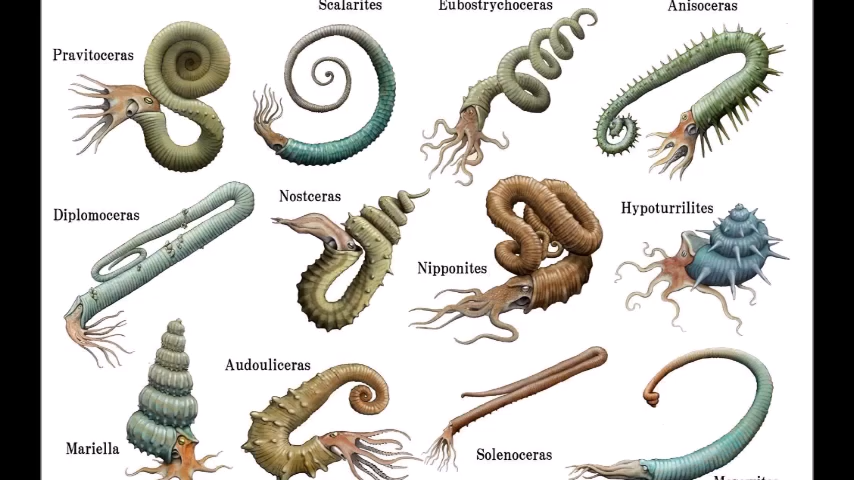 Scalarites
Eubostrychoceras
Anisoceras
Pravitoceras
Diplomoceras
Nostceras
Nipponites
Hypoturrilites
Audouliceras
Mariella
Solenoceras